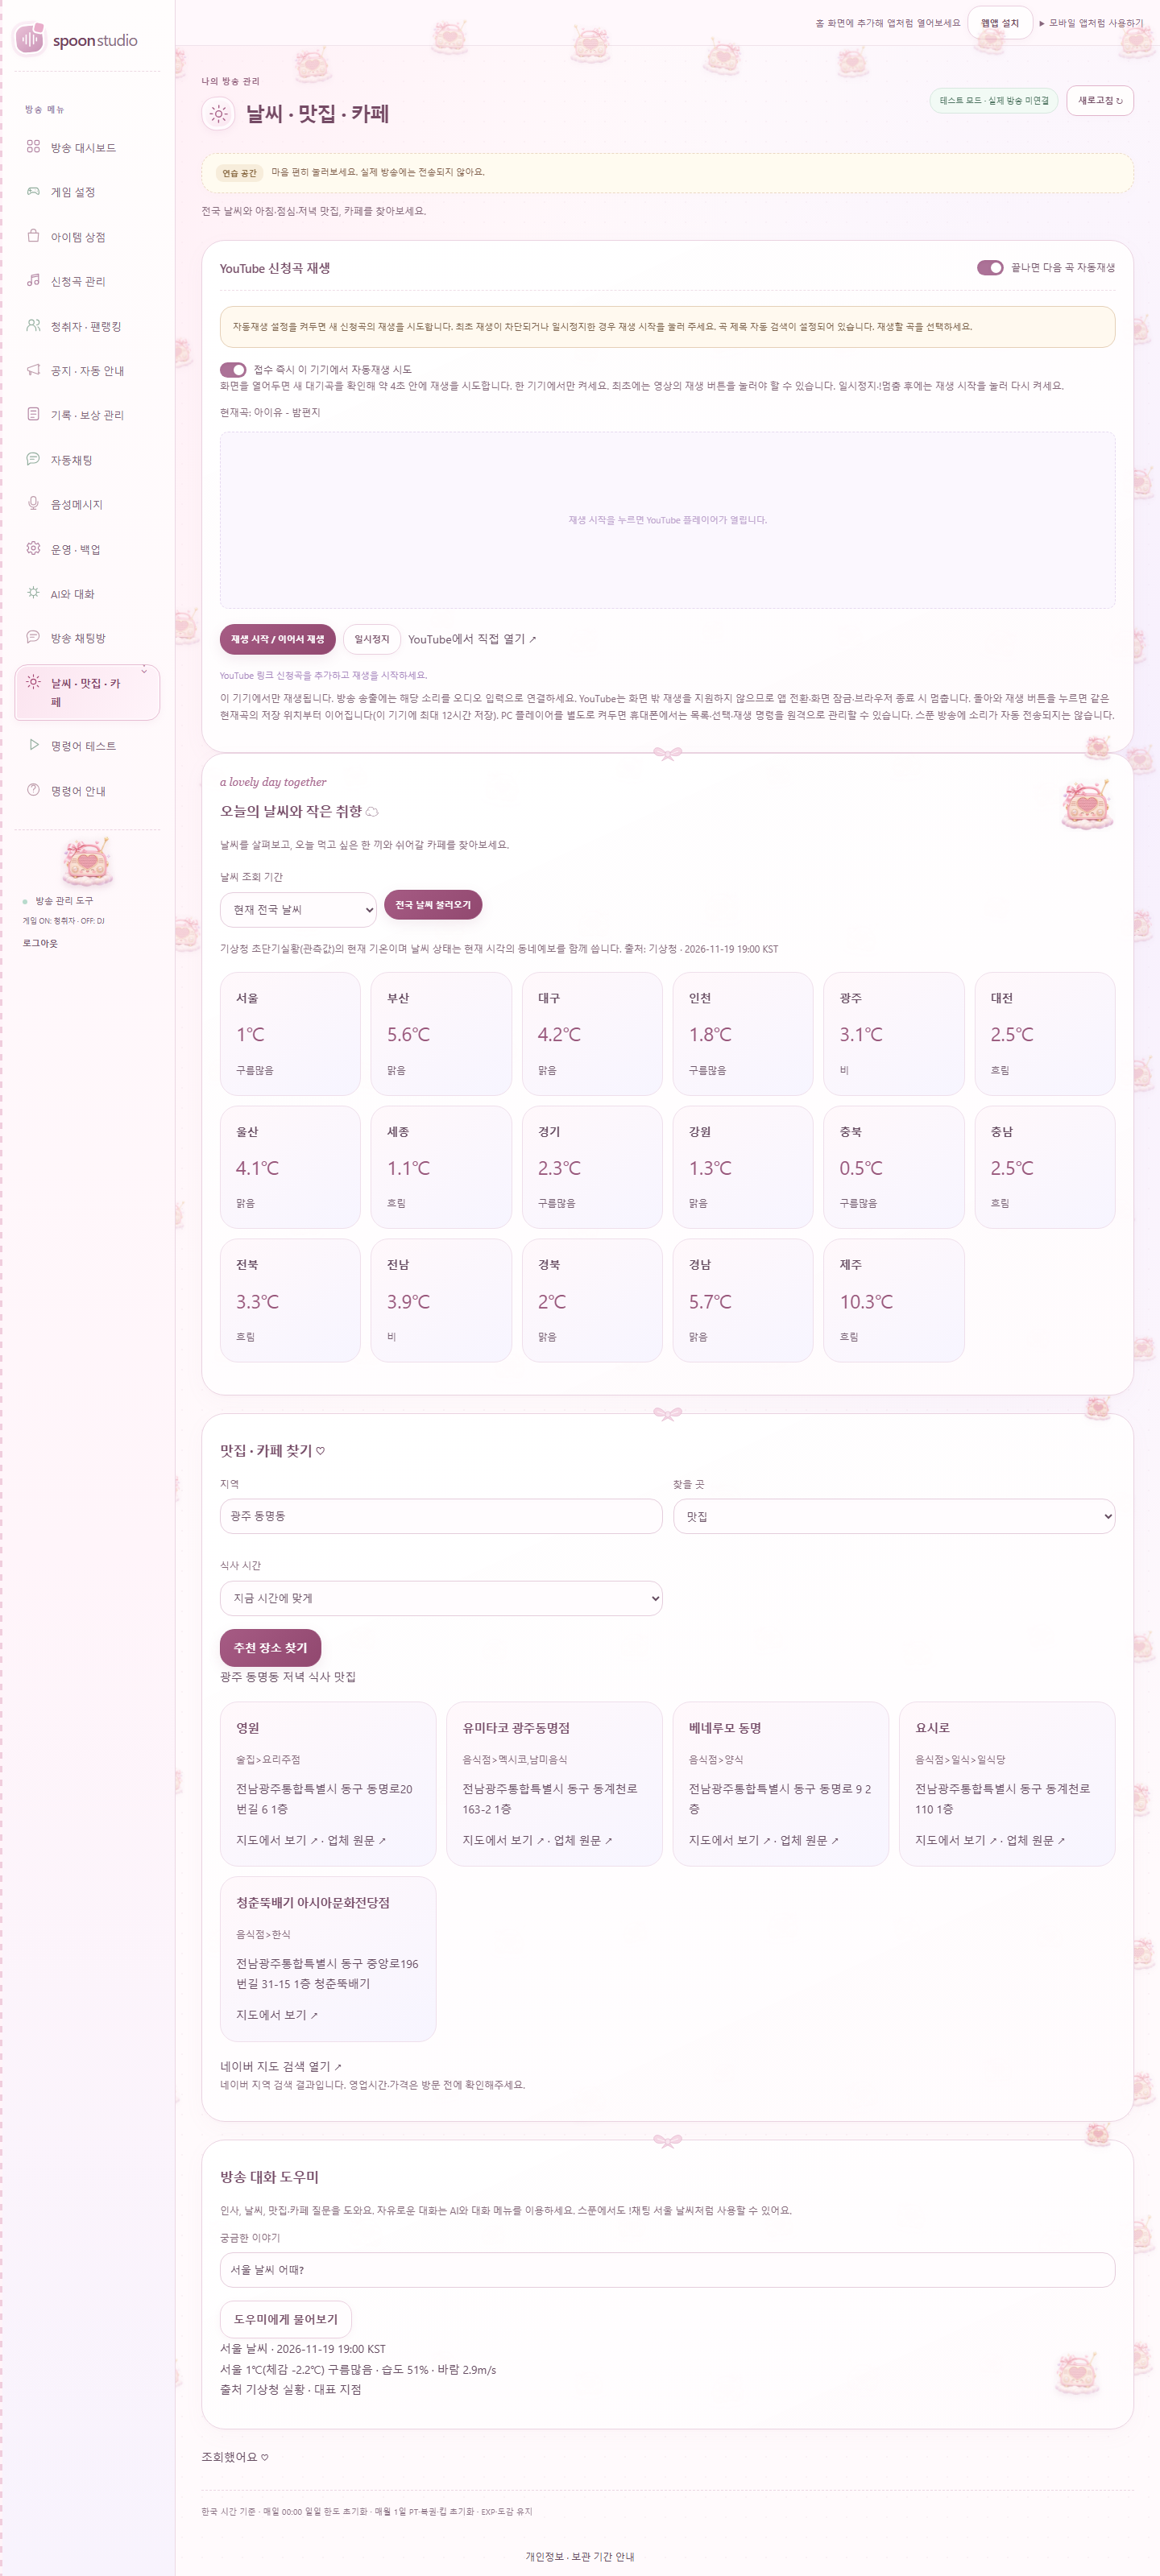 spoon studio
방송 메뉴
방송 대시보드
게임 설정
아이템 상점
신청곡 관리
청취자 · 팬랭킹
공지 · 자동 안내
기록 · 보상 관리
자동채팅
음성메시지
운영 · 백업
AI와 대화
방송 채팅방
날씨 · 맛집 · 카
페
명령어 테스트
명령어 안내
방송 관리 도구
게임 ON: 청취자 · OFF: DJ
로그아웃
홈 화면에 추가해 앱처럼 열어보세요
웹앱 설치
▶ 모바일 앱처럼 사용하기
나의 방송 관리
날씨 · 맛집 · 카페
테스트 모드 · 실제 방송 미연결
새로고침 ↻
연습 공간 마음 편히 눌러보세요. 실제 방송에는 전송되지 않아요.
전국 날씨와 아침·점심·저녁 맛집, 카페를 찾아보세요.
YouTube 신청곡 재생
끝나면 다음 곡 자동재생
자동재생 설정을 켜두면 새 신청곡의 재생을 시도합니다. 최초 재생이 차단되거나 일시정지한 경우 재생 시작을 눌러 주세요. 곡 제목 자동 검색이 설정되어 있습니다. 재생할 곡을 선택하세요.
접수 즉시 이 기기에서 자동재생 시도
화면을 열어두면 새 대기곡을 확인해 약 4초 안에 재생을 시도합니다. 한 기기에서만 켜세요. 최초에는 영상의 재생 버튼을 눌러야 할 수 있습니다. 일시정지·!멈춤 후에는 재생 시작을 눌러 다시 켜세요.
현재곡: 아이유 - 밤편지
재생 시작을 누르면 YouTube 플레이어가 열립니다.
재생 시작 / 이어서 재생
일시정지
YouTube에서 직접 열기 ↗
YouTube 링크 신청곡을 추가하고 재생을 시작하세요.
이 기기에서만 재생됩니다. 방송 송출에는 해당 소리를 오디오 입력으로 연결하세요. YouTube는 화면 밖 재생을 지원하지 않으므로 앱 전환·화면 잠금·브라우저 종료 시 멈춥니다. 돌아와 재생 버튼을 누르면 같은
현재곡의 저장 위치부터 이어집니다(이 기기에 최대 12시간 저장). PC 플레이어를 별도로 켜두면 휴대폰에서는 목록·선택·재생 명령을 원격으로 관리할 수 있습니다. 스푼 방송에 소리가 자동 전송되지는 않습니다.
a lovely day together
오늘의 날씨와 작은 취향
날씨를 살펴보고, 오늘 먹고 싶은 한 끼와 쉬어갈 카페를 찾아보세요.
날씨 조회 기간
현재 전국 날씨
전국 날씨 불러오기
기상청 초단기실황(관측값)의 현재 기온이며 날씨 상태는 현재 시각의 동네예보를 함께 씁니다. 출처: 기상청 · 2026-11-19 19:00 KST
서울 부산 대구 인천 광주 대전
1℃ 5.6℃ 4.2℃ 1.8℃ 3.1℃ 2.5℃
구름많음 맑음 맑음 구름많음 비 흐림
울산 세종 경기 강원 충북 충남
4.1℃ 1.1℃ 2.3℃ 1.3℃ 0.5℃ 2.5℃
맑음 흐림 구름많음 맑음 구름많음 흐림
전북 전남 경북 경남 제주
3.3℃ 3.9℃ 2℃ 5.7℃ 10.3℃
흐림 비 맑음 맑음 흐림
맛집 · 카페 찾기 ♡
지역
광주 동명동
찾을 곳
맛집
식사 시간
지금 시간에 맞게
추천 장소 찾기
광주 동명동 저녁 식사 맛집
영원
술집>요리주점
전남광주통합특별시 동구 동명로20
번길 6 1층
지도에서 보기 ↗ · 업체 원문 ↗
유미타코 광주동명점
음식점>멕시코,남미음식
전남광주통합특별시 동구 동계천로
163-2 1층
지도에서 보기 ↗ · 업체 원문 ↗
베네루모 동명
음식점>양식
전남광주통합특별시 동구 동명로 9 2
층
지도에서 보기 ↗ · 업체 원문 ↗
요시로
음식점>일식>일식당
전남광주통합특별시 동구 동계천로
110 1층
지도에서 보기 ↗ · 업체 원문 ↗
청춘뚝배기 아시아문화전당점
음식점>한식
전남광주통합특별시 동구 중앙로196
번길 31-15 1층 청춘뚝배기
지도에서 보기 ↗
네이버 지도 검색 열기 ↗
네이버 지역 검색 결과입니다. 영업시간·가격은 방문 전에 확인해주세요.
방송 대화 도우미
인사, 날씨, 맛집·카페 질문을 도와요. 자유로운 대화는 AI와 대화 메뉴를 이용하세요. 스푼에서도 !채팅 서울 날씨처럼 사용할 수 있어요.
궁금한 이야기
서울 날씨 어때?
도우미에게 물어보기
서울 날씨 · 2026-11-19 19:00 KST
서울 1℃(체감 -2.2℃) 구름많음 · 습도 51% · 바람 2.9m/s
출처 기상청 실황 · 대표 지점
조회했어요 ♡
한국 시간 기준 · 매일 00:00 일일 한도 초기화 · 매월 1일 PT·복권·킵 초기화 · EXP·도감 유지
개인정보 · 보관 기간 안내